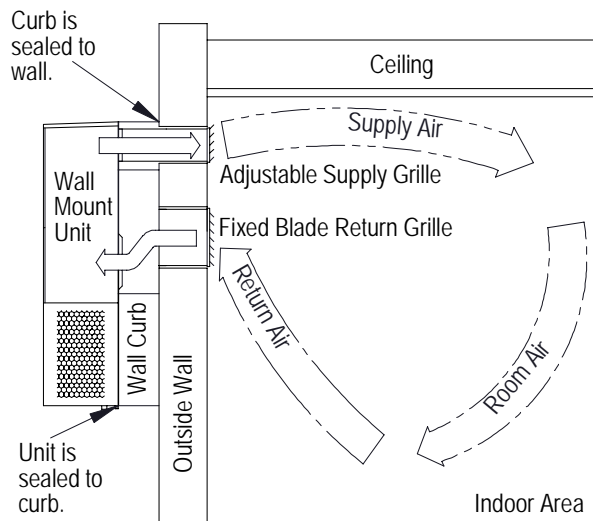 Curb is
sealed to
wall.
Ceiling
Supply Air
Adjustable Supply Grille
Wall
Mount
Unit
Fixed Blade Return Grille
Return Air
Room Air
Wall Curb
Outside Wall
Unit is
sealed to
curb.
Indoor Area